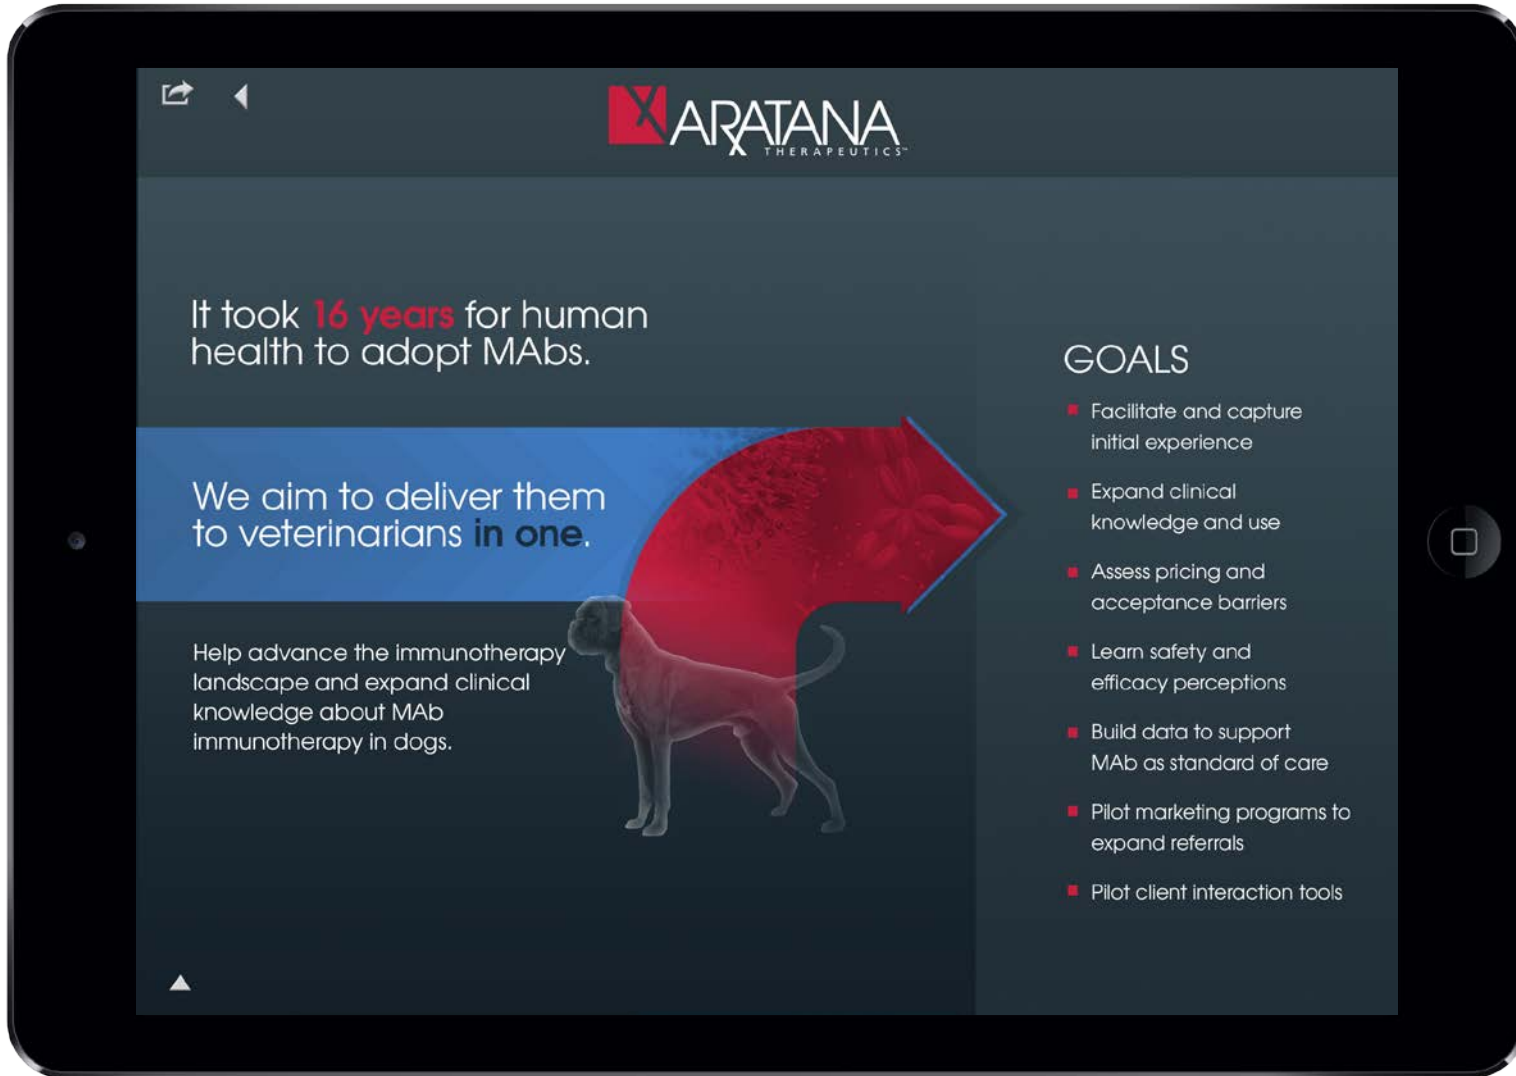 ARATANA
THERAPEUTICS™
It took 16 years for human
health to adopt MAbs.
We aim to deliver them
to veterinarians in one.
Help advance the immunotherapy
landscape and expand clinical
knowledge about MAb
immunotherapy in dogs.
GOALS
Facilitate and capture
initial experience
Expand clinical
knowledge and use
Assess pricing and
acceptance barriers
Learn safety and
efficacy perceptions
Build data to support
MAb as standard of care
Pilot marketing programs to
expand referrals
Pilot client interaction tools